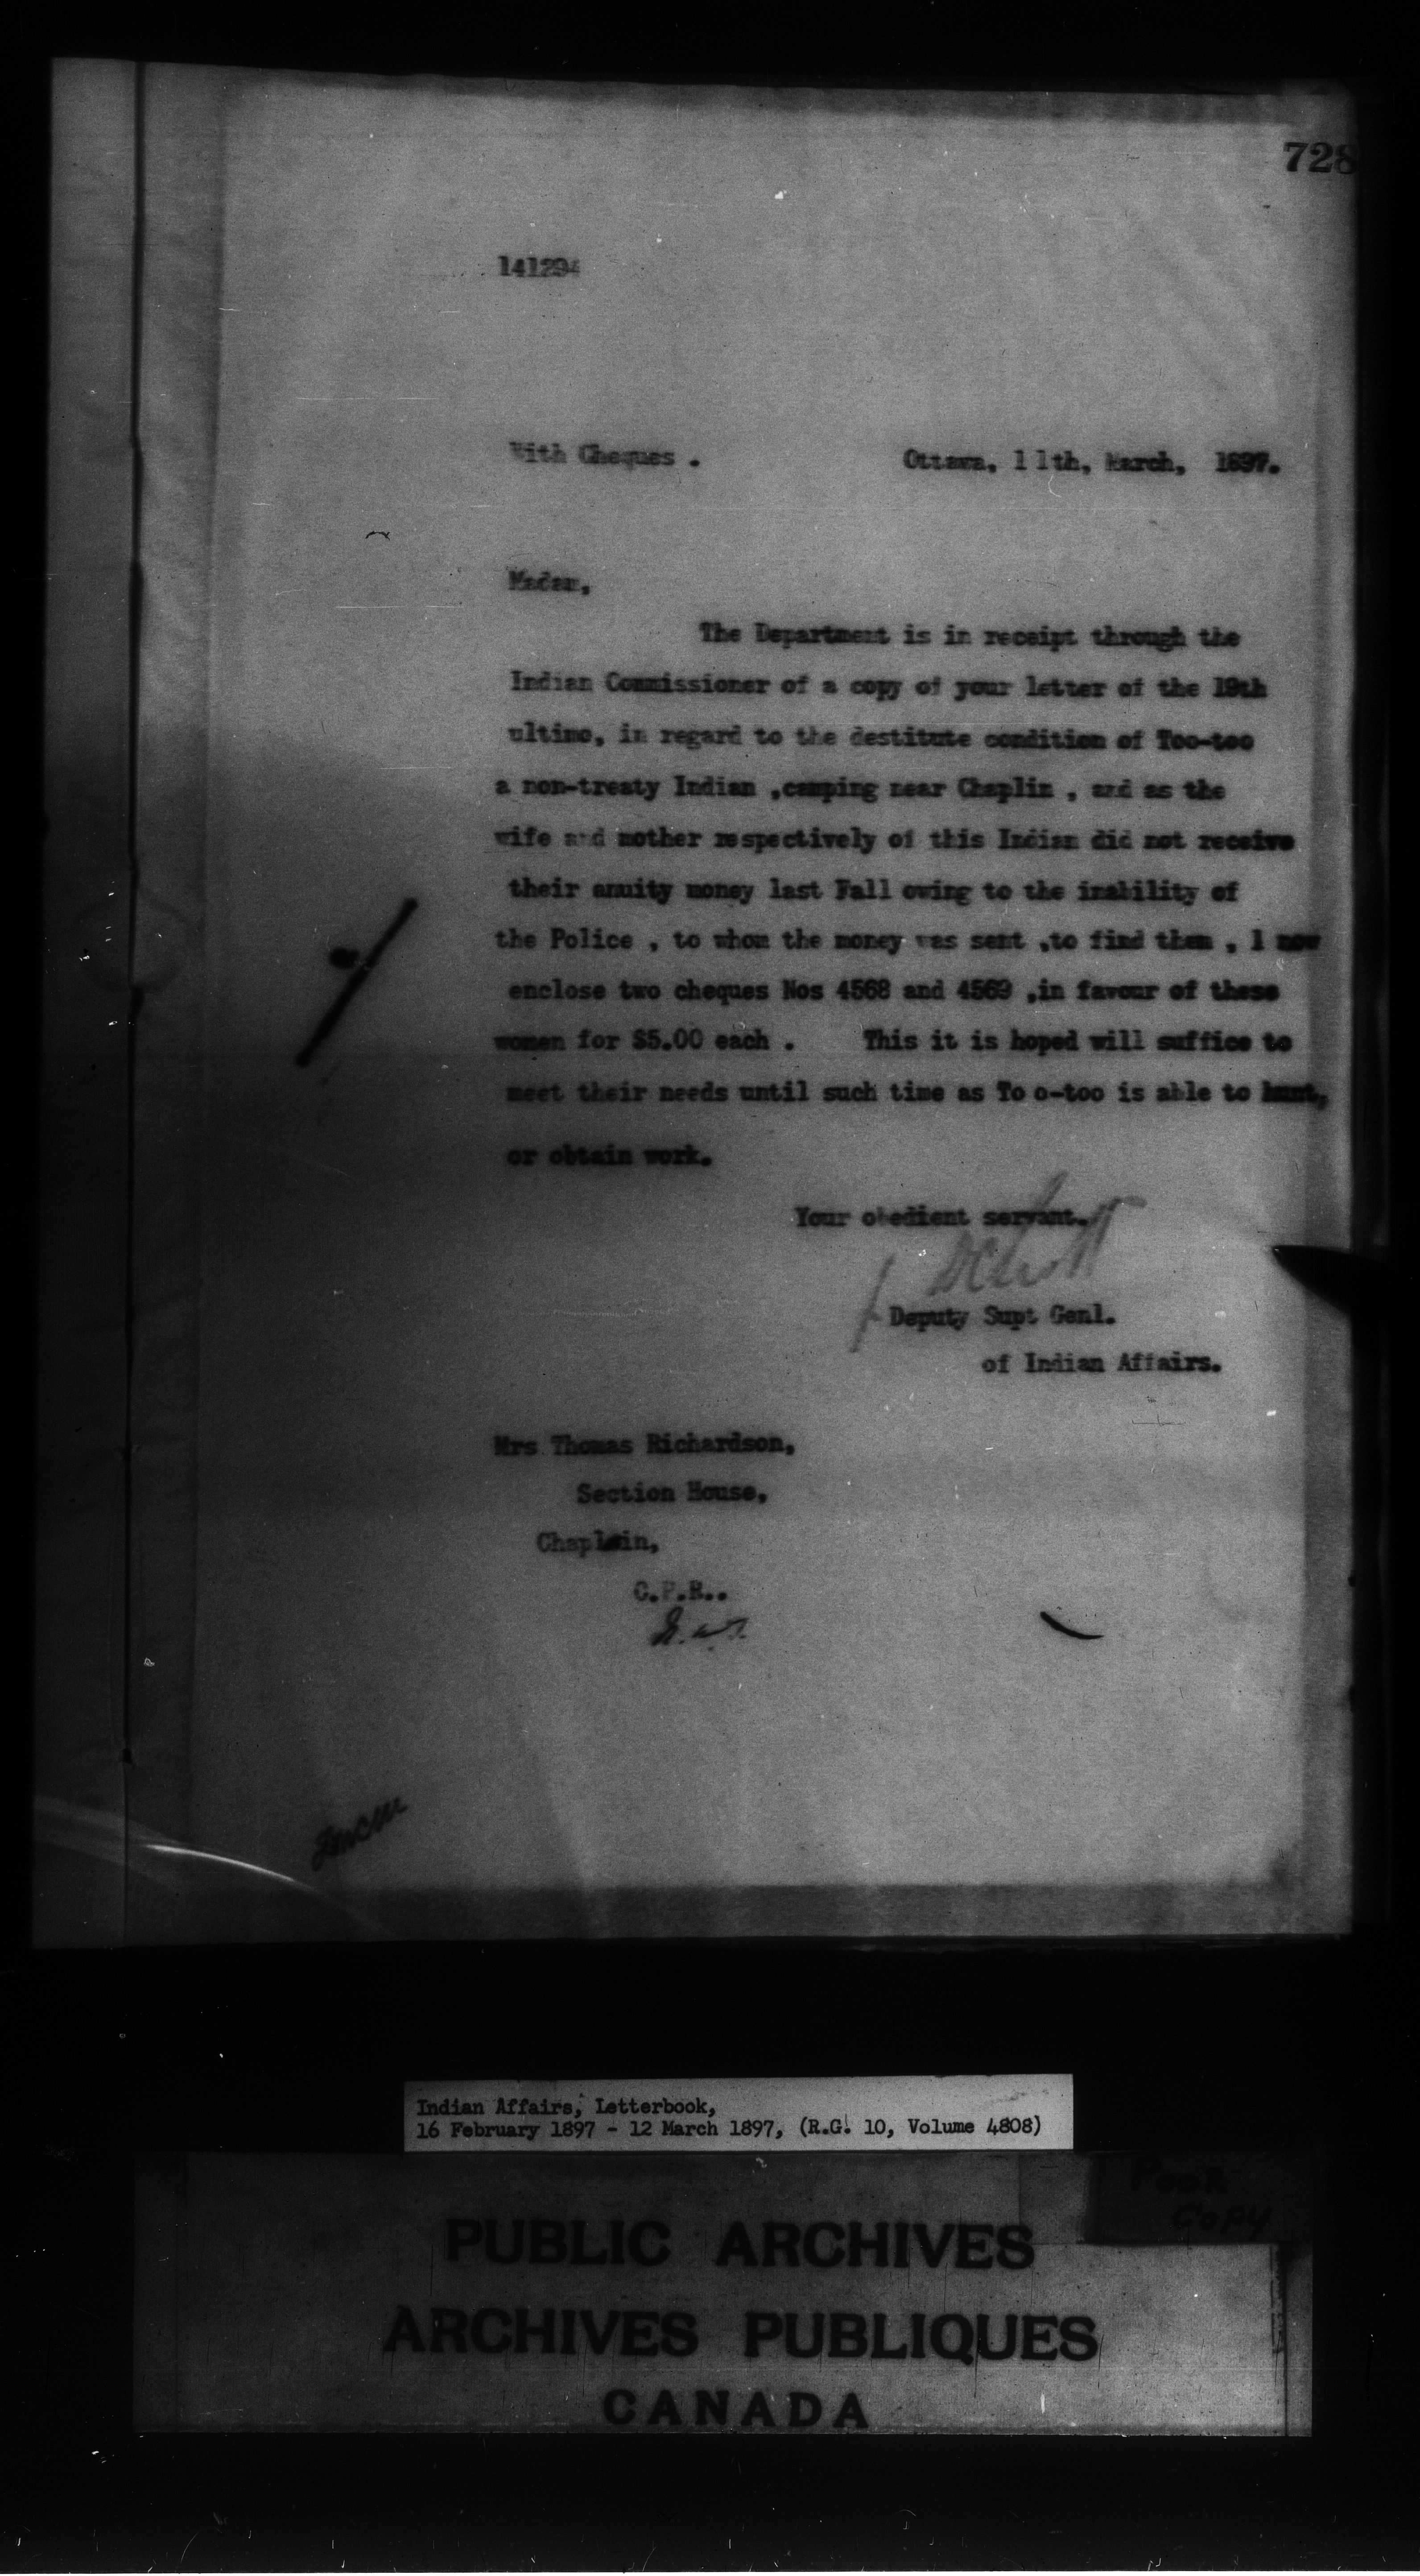 728
141294
With Cheques .
Ottawa, 11th, March, 1897.
Madam,
The Department is in receipt through the
Indian Commissioner of a copy of your letter of the 19th
ultimo, in regard to the destitute condition of Too-too
a non-treaty Indian ,camping near Chaplin , and as the
wife and mother respectively of this Indian did not receive
their anuity money last Fall owing to the inability of
the Police , to whom the money was sent ,to find them , I now
enclose two cheques Nos 4568 and 4569 ,in favour of these
women for $5.00 each . This it is hoped will suffice to
meet their needs until such time as To o-too is able to hunt,
or obtain work.
Your obedient servant.
D C Scott
f Deputy Supt Genl.
of Indian Affairs.
Mrs Thomas Richardson,
Section House,
Chaplin,
C.P.R..
N.W.T.
Indian Affairs, Letterbook,
16 February 1897 - 12 March 1897, (R.G. 10, Volume 4808)
POOR
COPY
PUBLIC ARCHIVES
ARCHIVES PUBLIQUES
CANADA